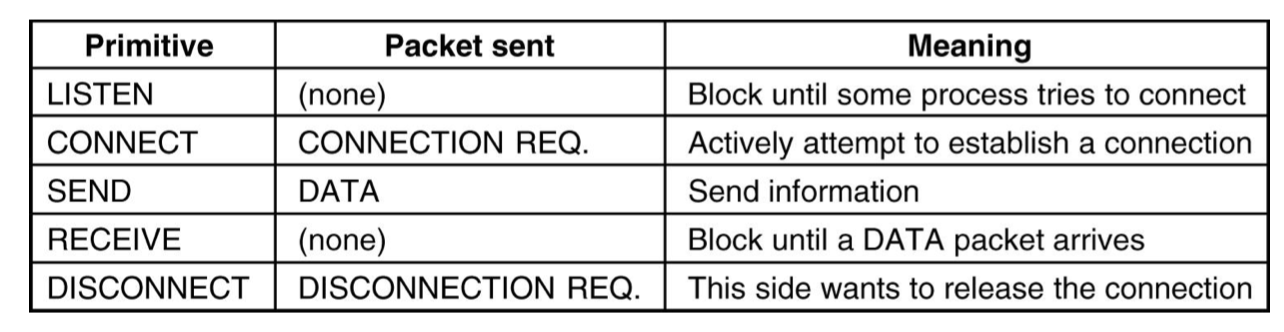 Primitive Packet sent Meaning
LISTEN (none) Block until some process tries to connect
CONNECT CONNECTION REQ. Actively attempt to establish a connection
SEND DATA Send information
RECEIVE (none) Block until a DATA packet arrives
DISCONNECT DISCONNECTION REQ. This side wants to release the connection